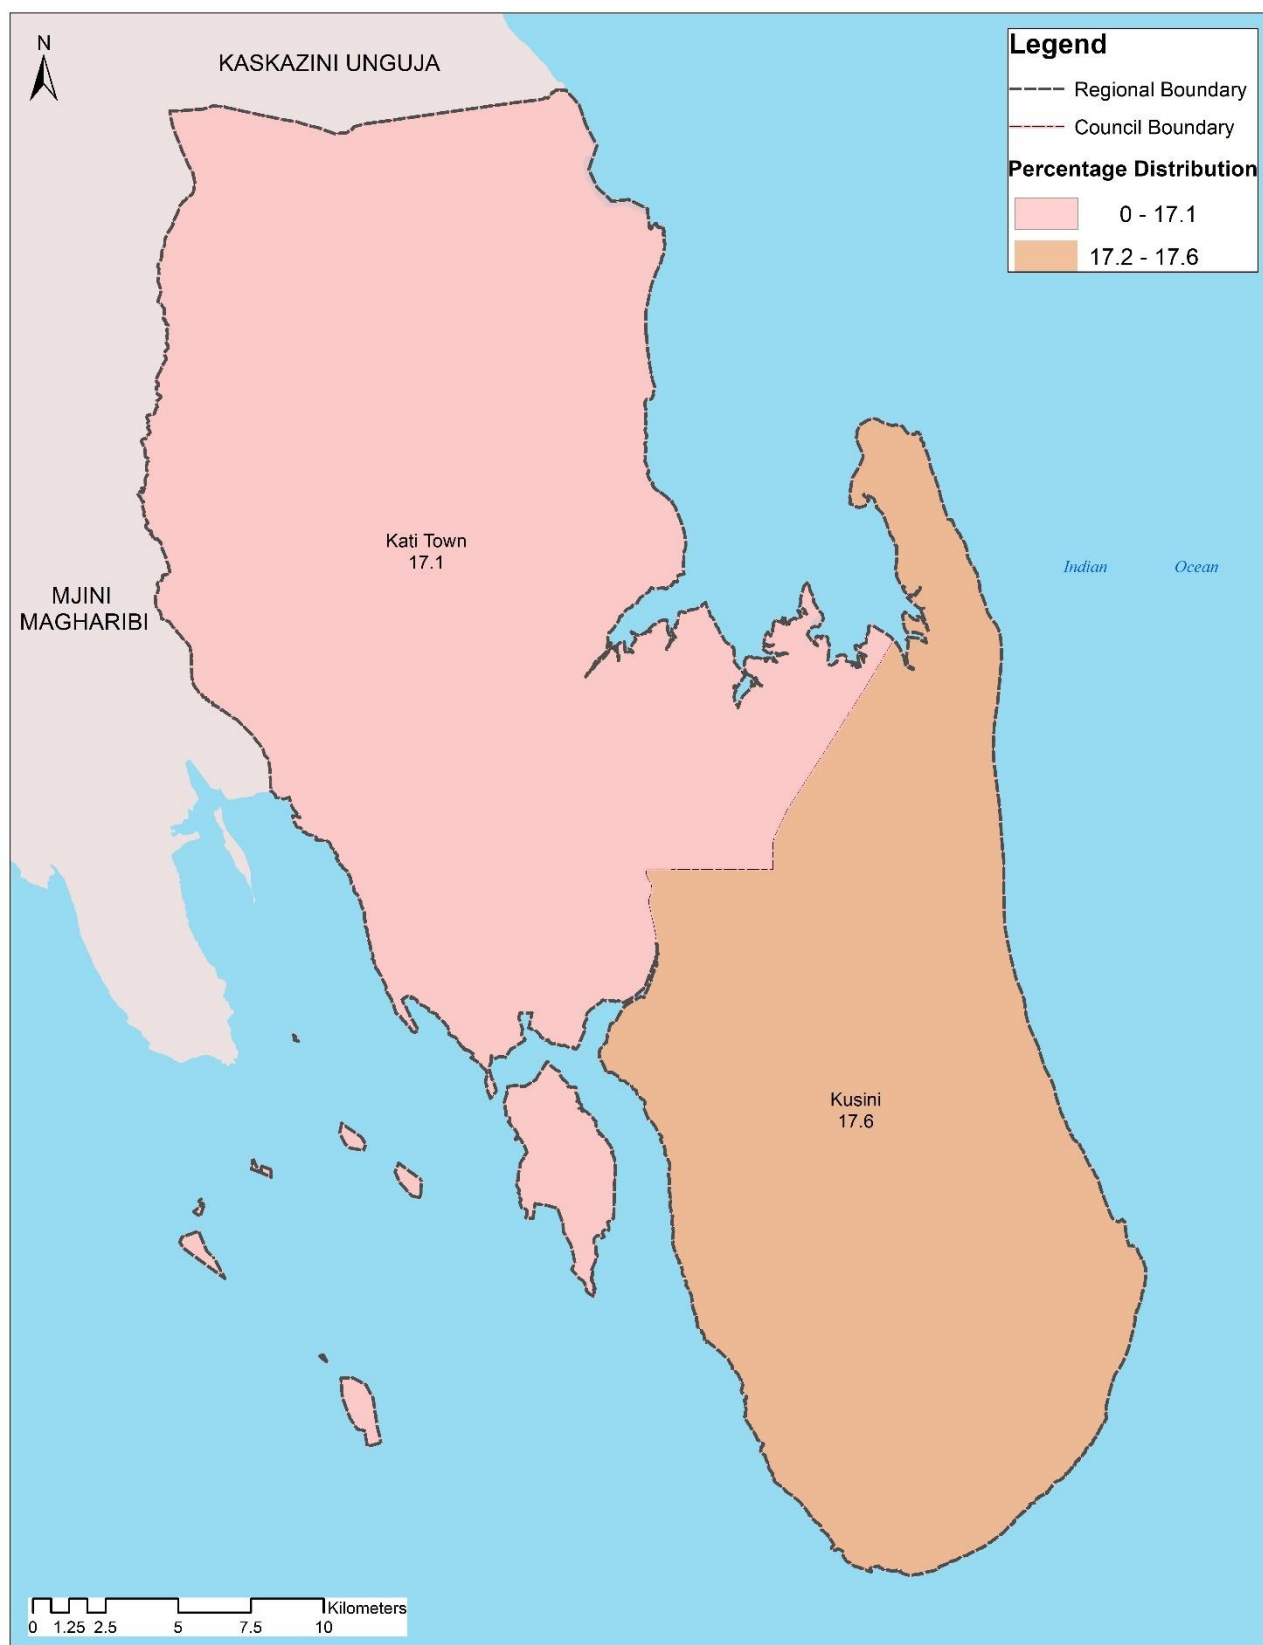 N
KASKAZINI UNGUJA
Legend
Regional Boundary
Council Boundary
Percentage Distribution
0 - 17.1
17.2 - 17.6
Kati Town
17.1
Indian Ocean
MJINI
MAGHARIBI
Kusini
17.6
Kilometers
0 1.25 2.5 5 7.5 10